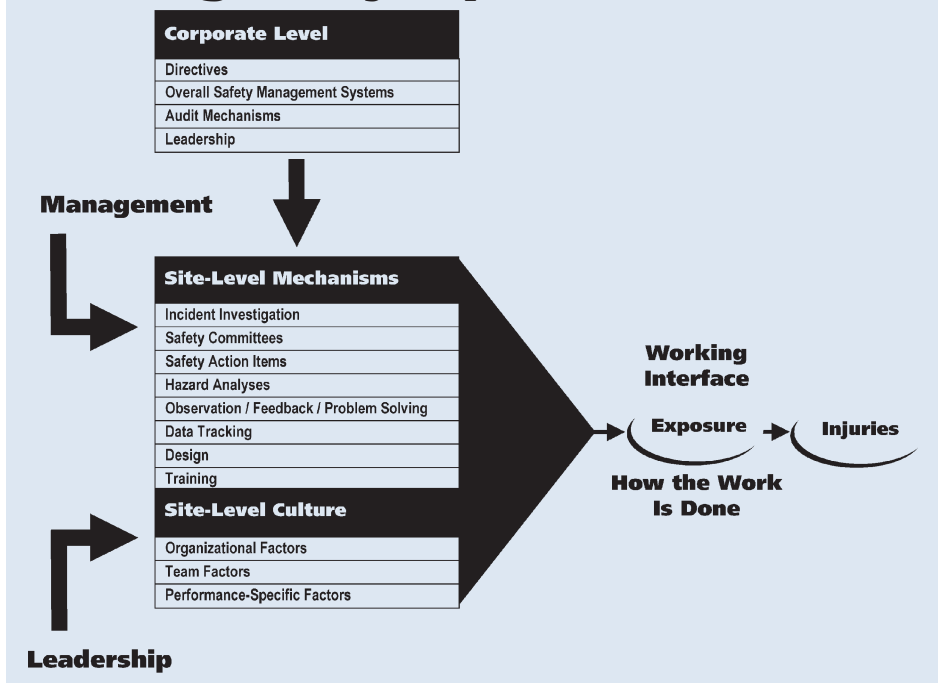 Corporate Level
Directives
Overall Safety Management Systems
Audit Mechanisms
Leadership
Management
Site-Level Mechanisms
Incident Investigation
Safety Committees
Safety Action Items
Hazard Analyses
Observation / Feedback / Problem Solving
Data Tracking
Design
Training
Site-Level Culture
Organizational Factors
Team Factors
Performance-Specific Factors
Leadership
Working
Interface
Exposure
Injuries
How the Work
Is Done